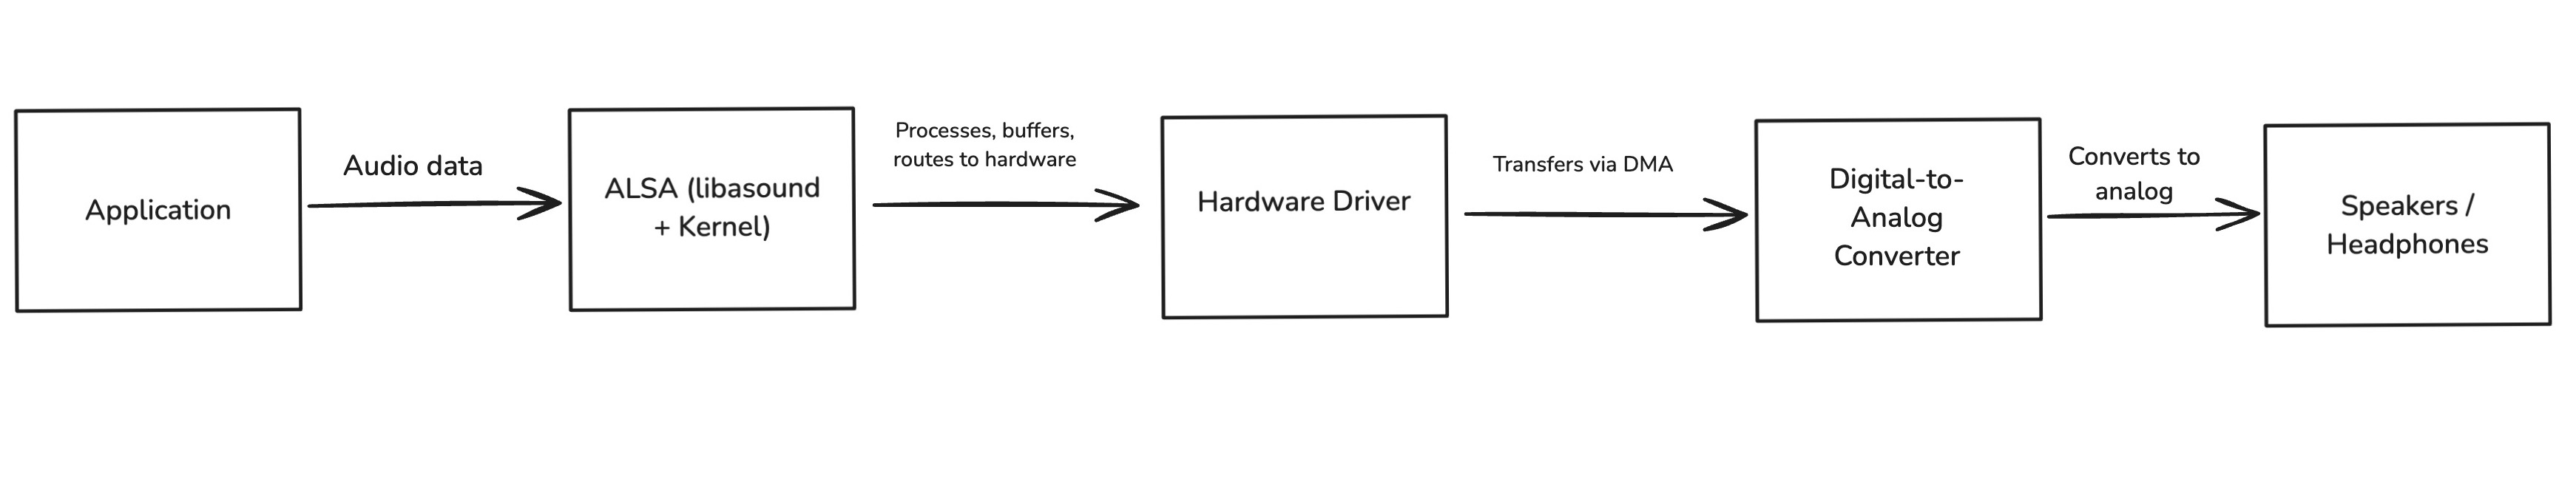 Application
Audio data
ALSA (libasound
+ Kernel)
Processes, buffers,
routes to hardware
Hardware Driver
Transfers via DMA
Digital-to-
Analog
Converter
Converts to
analog
Speakers /
Headphones